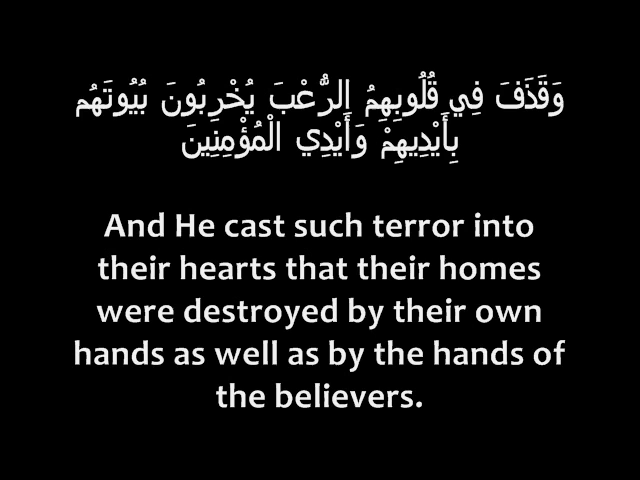 وَقَذَفَ فِي قُلُوبِهِمُ الرُّعْبَ يُخْرِبُونَ بُيُوتَهُم
بِأَيْدِيهِمْ وَأَيْدِي الْمُؤْمِنِينَ
And He cast such terror into
their hearts that their homes
were destroyed by their own
hands as well as by the hands of
the believers.